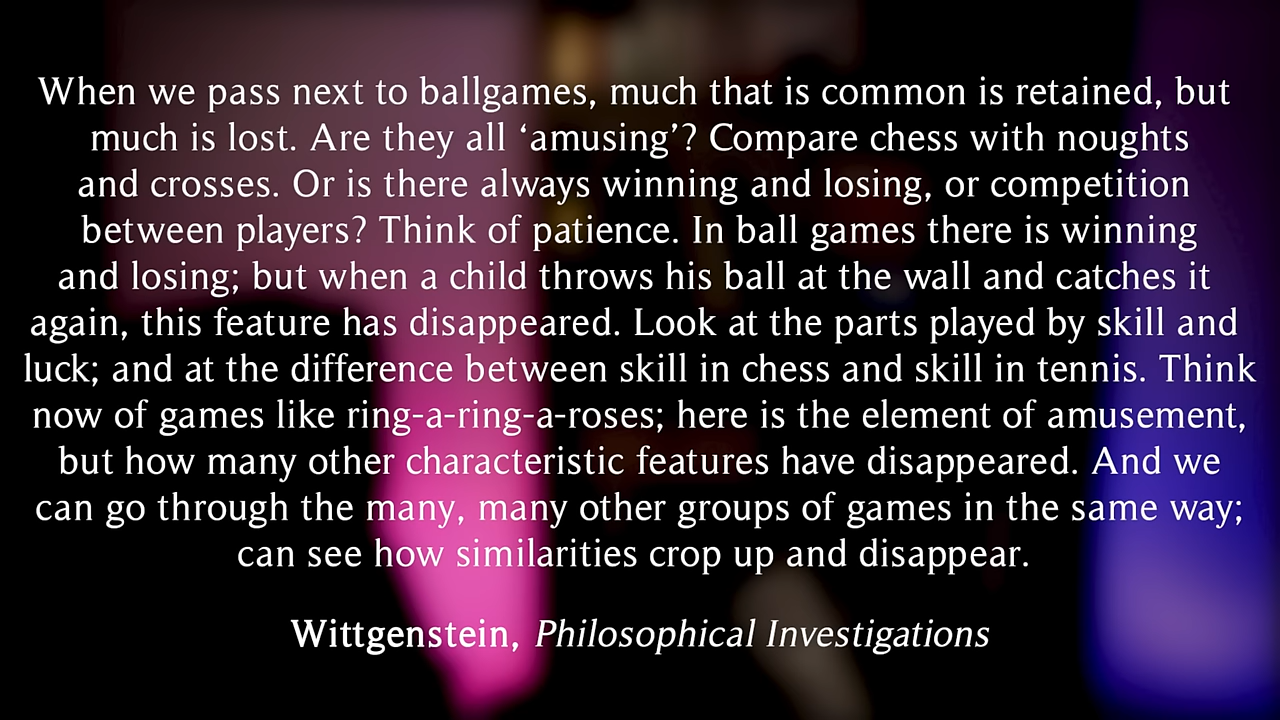 When we pass next to ballgames, much that is common is retained, but
much is lost. Are they all ‘amusing’? Compare chess with noughts
and crosses. Or is there always winning and losing, or competition
between players? Think of patience. In ball games there is winning
and losing; but when a child throws his ball at the wall and catches it
again, this feature has disappeared. Look at the parts played by skill and
luck; and at the difference between skill in chess and skill in tennis. Think
now of games like ring-a-ring-a-roses; here is the element of amusement,
but how many other characteristic features have disappeared. And we
can go through the many, many other groups of games in the same way;
can see how similarities crop up and disappear.
Wittgenstein, Philosophical Investigations